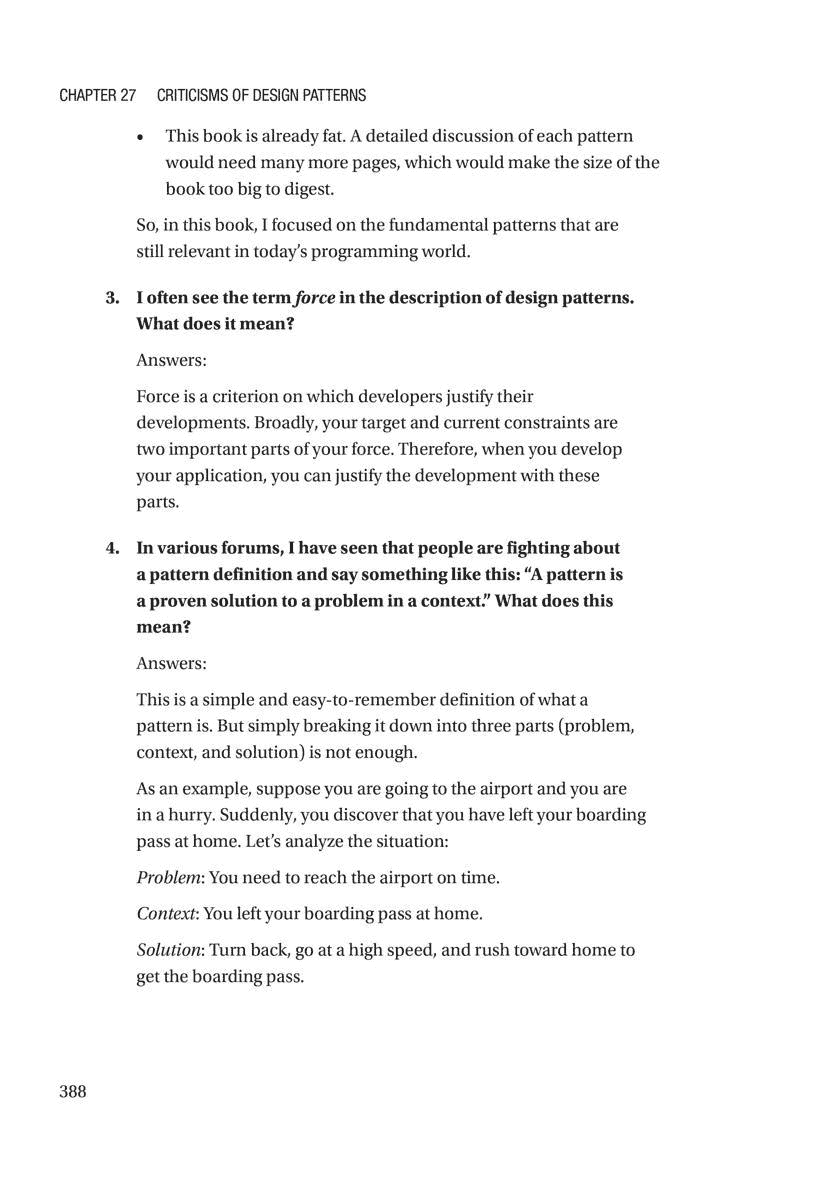 CHAPTER 27 CRITICISMS OF DESIGN PATTERNS
• This book is already fat. A detailed discussion of each pattern
would need many more pages, which would make the size of the
book too big to digest.
So, in this book, I focused on the fundamental patterns that are
still relevant in today’s programming world.
3. I often see the term force in the description of design patterns.
What does it mean?
Answers:
Force is a criterion on which developers justify their
developments. Broadly, your target and current constraints are
two important parts of your force. Therefore, when you develop
your application, you can justify the development with these
parts.
4. In various forums, I have seen that people are fighting about
a pattern definition and say something like this: “A pattern is
a proven solution to a problem in a context.” What does this
mean?
Answers:
This is a simple and easy-to-remember definition of what a
pattern is. But simply breaking it down into three parts (problem,
context, and solution) is not enough.
As an example, suppose you are going to the airport and you are
in a hurry. Suddenly, you discover that you have left your boarding
pass at home. Let’s analyze the situation:
Problem: You need to reach the airport on time.
Context: You left your boarding pass at home.
Solution: Turn back, go at a high speed, and rush toward home to
get the boarding pass.
388